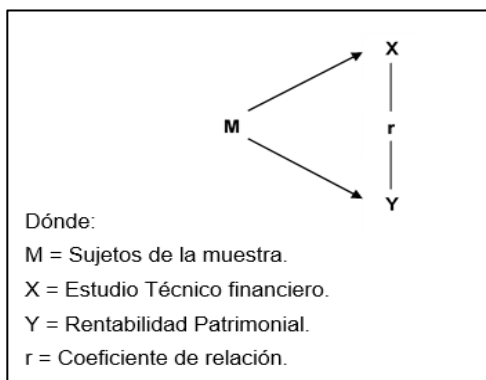 X
M
r
Y
Dónde:
M = Sujetos de la muestra.
X = Estudio Técnico financiero.
Y = Rentabilidad Patrimonial.
r = Coeficiente de relación.